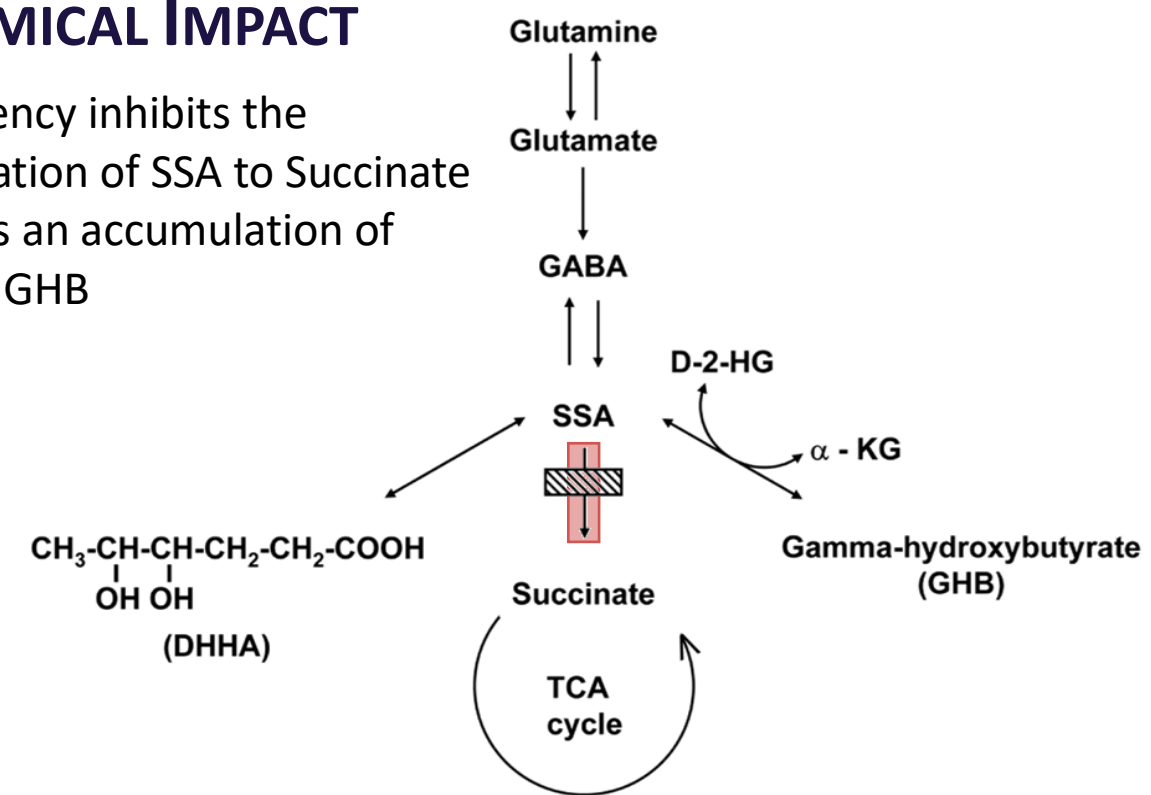 MICAL IMPACT
ency inhibits the
ation of SSA to Succinate
s an accumulation of
GHB
Glutamine
Glutamate
GABA
D-2-HG
SSA
α - KG
CH₃-CH-CH-CH₂-CH₂-COOH
OH OH
(DHHA)
Gamma-hydroxybutyrate
(GHB)
Succinate
TCA
cycle